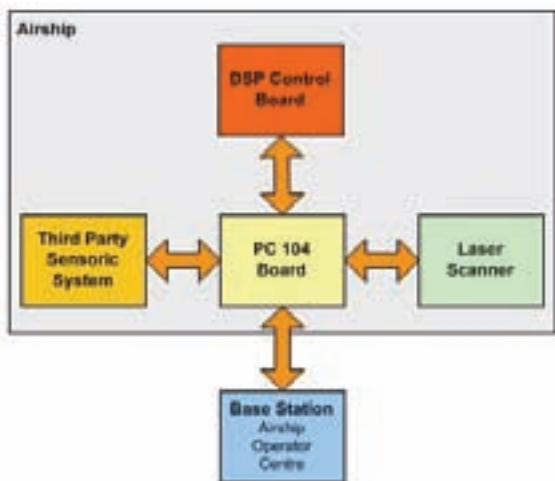 Airship
DSP Control
Board
Third Party
Sensoric
System
PC 104
Board
Laser
Scanner
Base Station
Airship
Operator
Centre